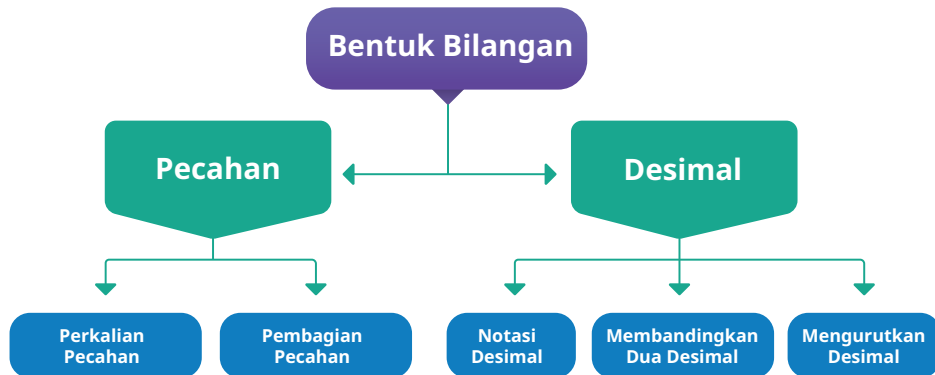 Bentuk Bilangan
Pecahan
Desimal
Perkalian
Pecahan
Pembagian
Pecahan
Notasi
Desimal
Membandingkan
Dua Desimal
Mengurutkan
Desimal